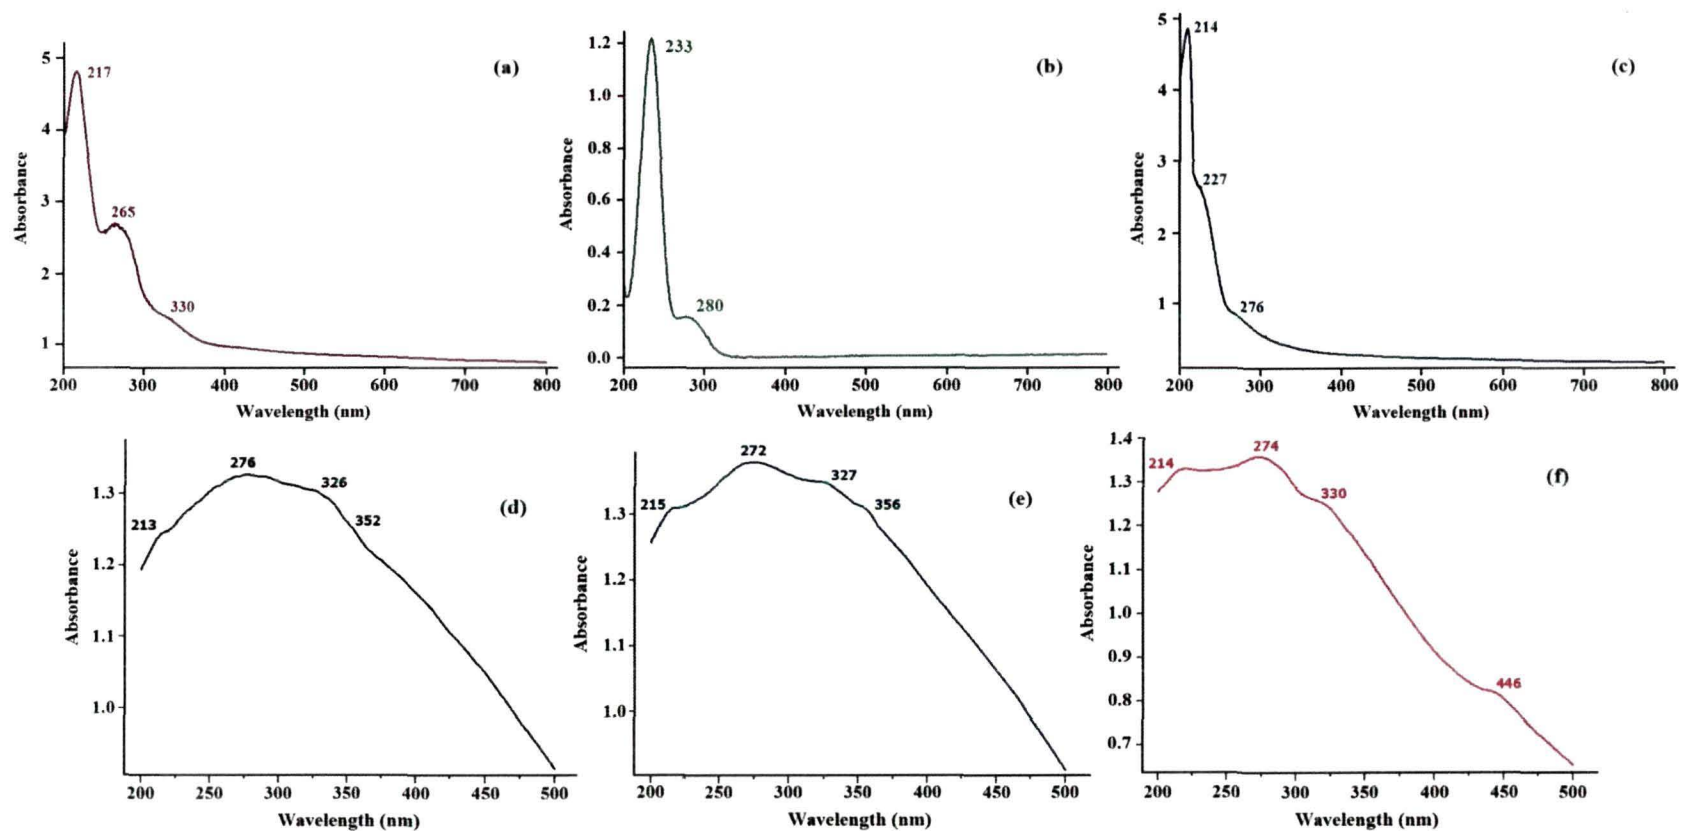 (a)
217
265
330
5
4
3
2
1
Absorbance
200 300 400 500 600 700 800
Wavelength (nm)
(b)
233
280
1.2
1.0
0.8
0.6
0.4
0.2
0.0
Absorbance
200 300 400 500 600 700 800
Wavelength (nm)
(c)
214
227
276
5
4
3
2
1
Absorbance
200 300 400 500 600 700 800
Wavelength (nm)
(d)
213
276
326
352
1.3
1.2
1.1
1.0
Absorbance
200 250 300 350 400 450 500
Wavelength (nm)
(e)
215
272
327
356
1.3
1.2
1.1
1.0
Absorbance
200 250 300 350 400 450 500
Wavelength (nm)
(f)
214
274
330
446
1.4
1.3
1.2
1.1
1.0
0.9
0.8
0.7
Absorbance
200 250 300 350 400 450 500
Wavelength (nm)